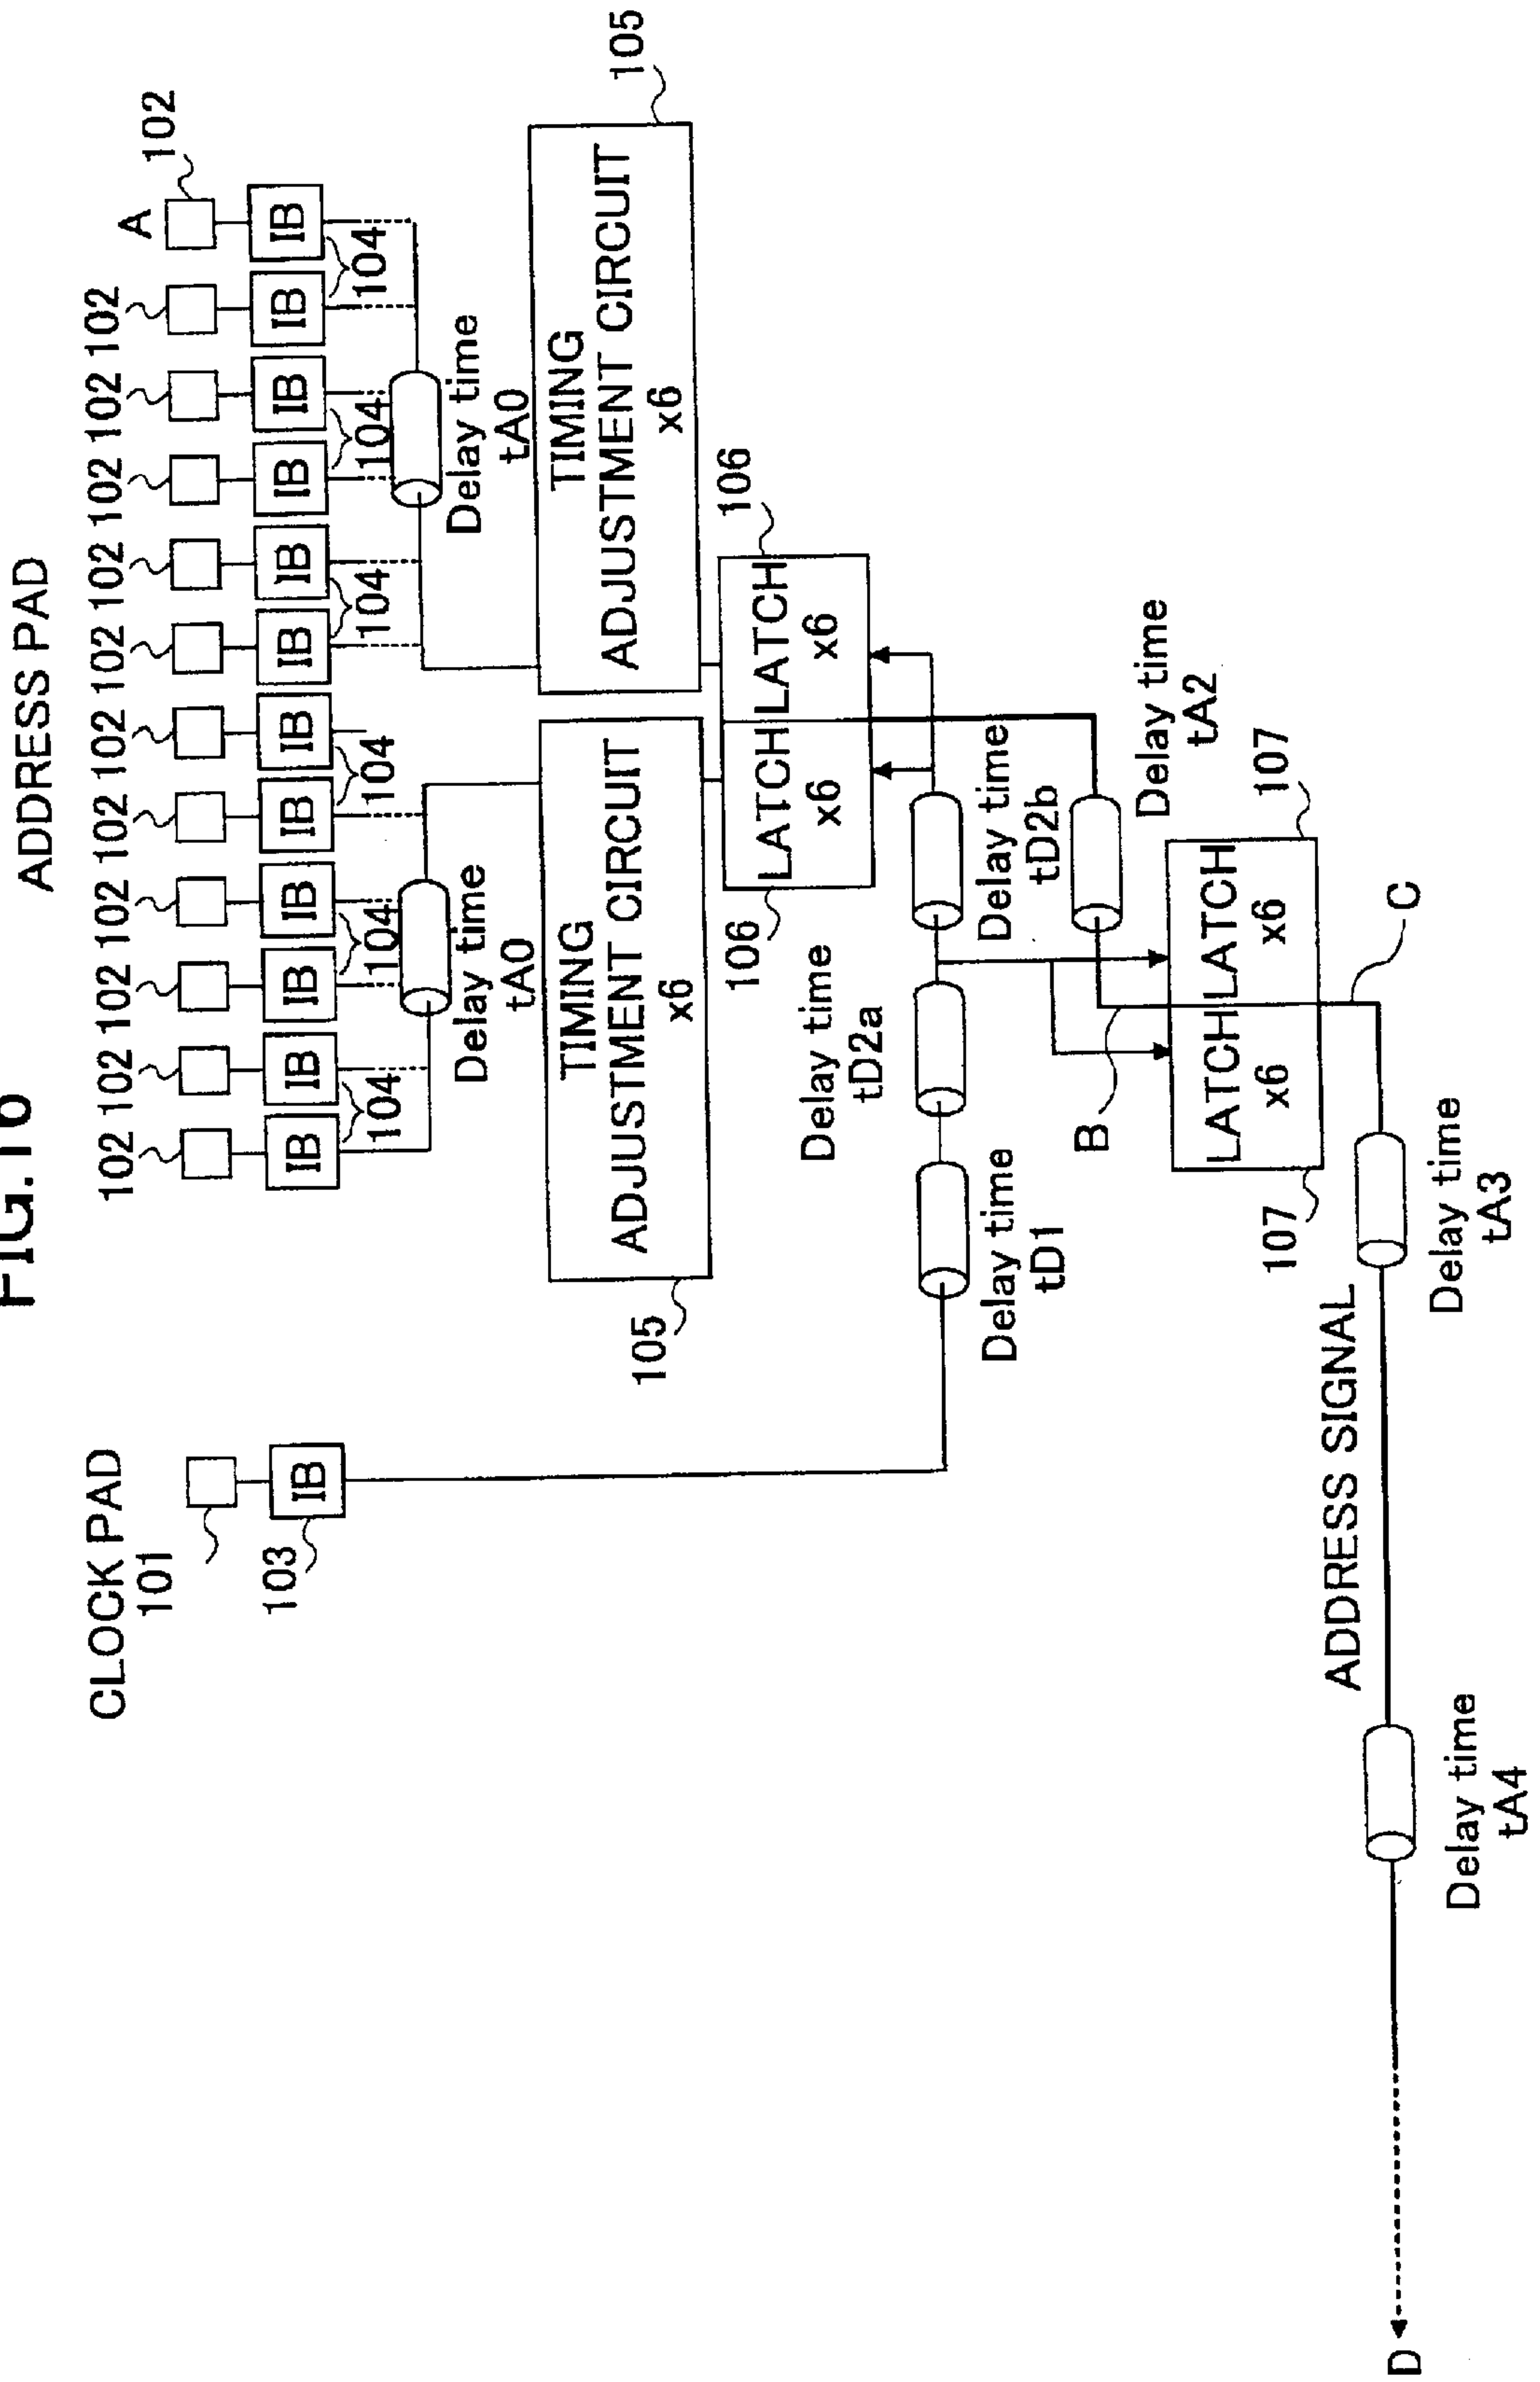 ADDRESS PAD
CLOCK PAD
101
102
102
102
102
102
102
102
102
102
102
102
A
102
103
IB
IB
IB
IB
IB
IB
IB
IB
IB
IB
IB
IB
IB
104
104
104
104
104
104
Delay time
tA0
Delay time
tA0
105
TIMING
ADJUSTMENT CIRCUIT
x6
TIMING
ADJUSTMENT CIRCUIT
x6
105
106
LATCH
x6
LATCH
x6
106
Delay time
tD1
Delay time
tD2a
Delay time
tD2b
Delay time
tA2
B
107
LATCH
x6
LATCH
x6
107
C
ADDRESS SIGNAL
D
Delay time
tA4
Delay time
tA3